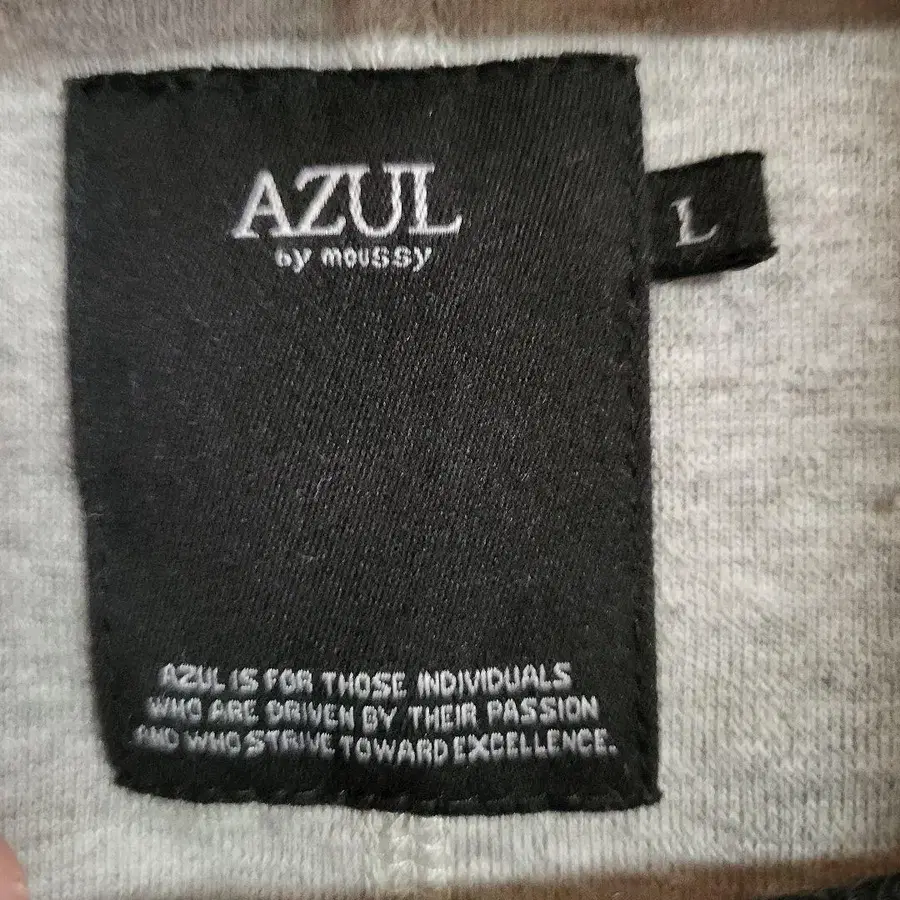 AZUL
by moussy
L
AZUL IS FOR THOSE INDIVIDUALS
WHO ARE DRIVEN BY THEIR PASSION
AND WHO STRIVE TOWARD EXCELLENCE.